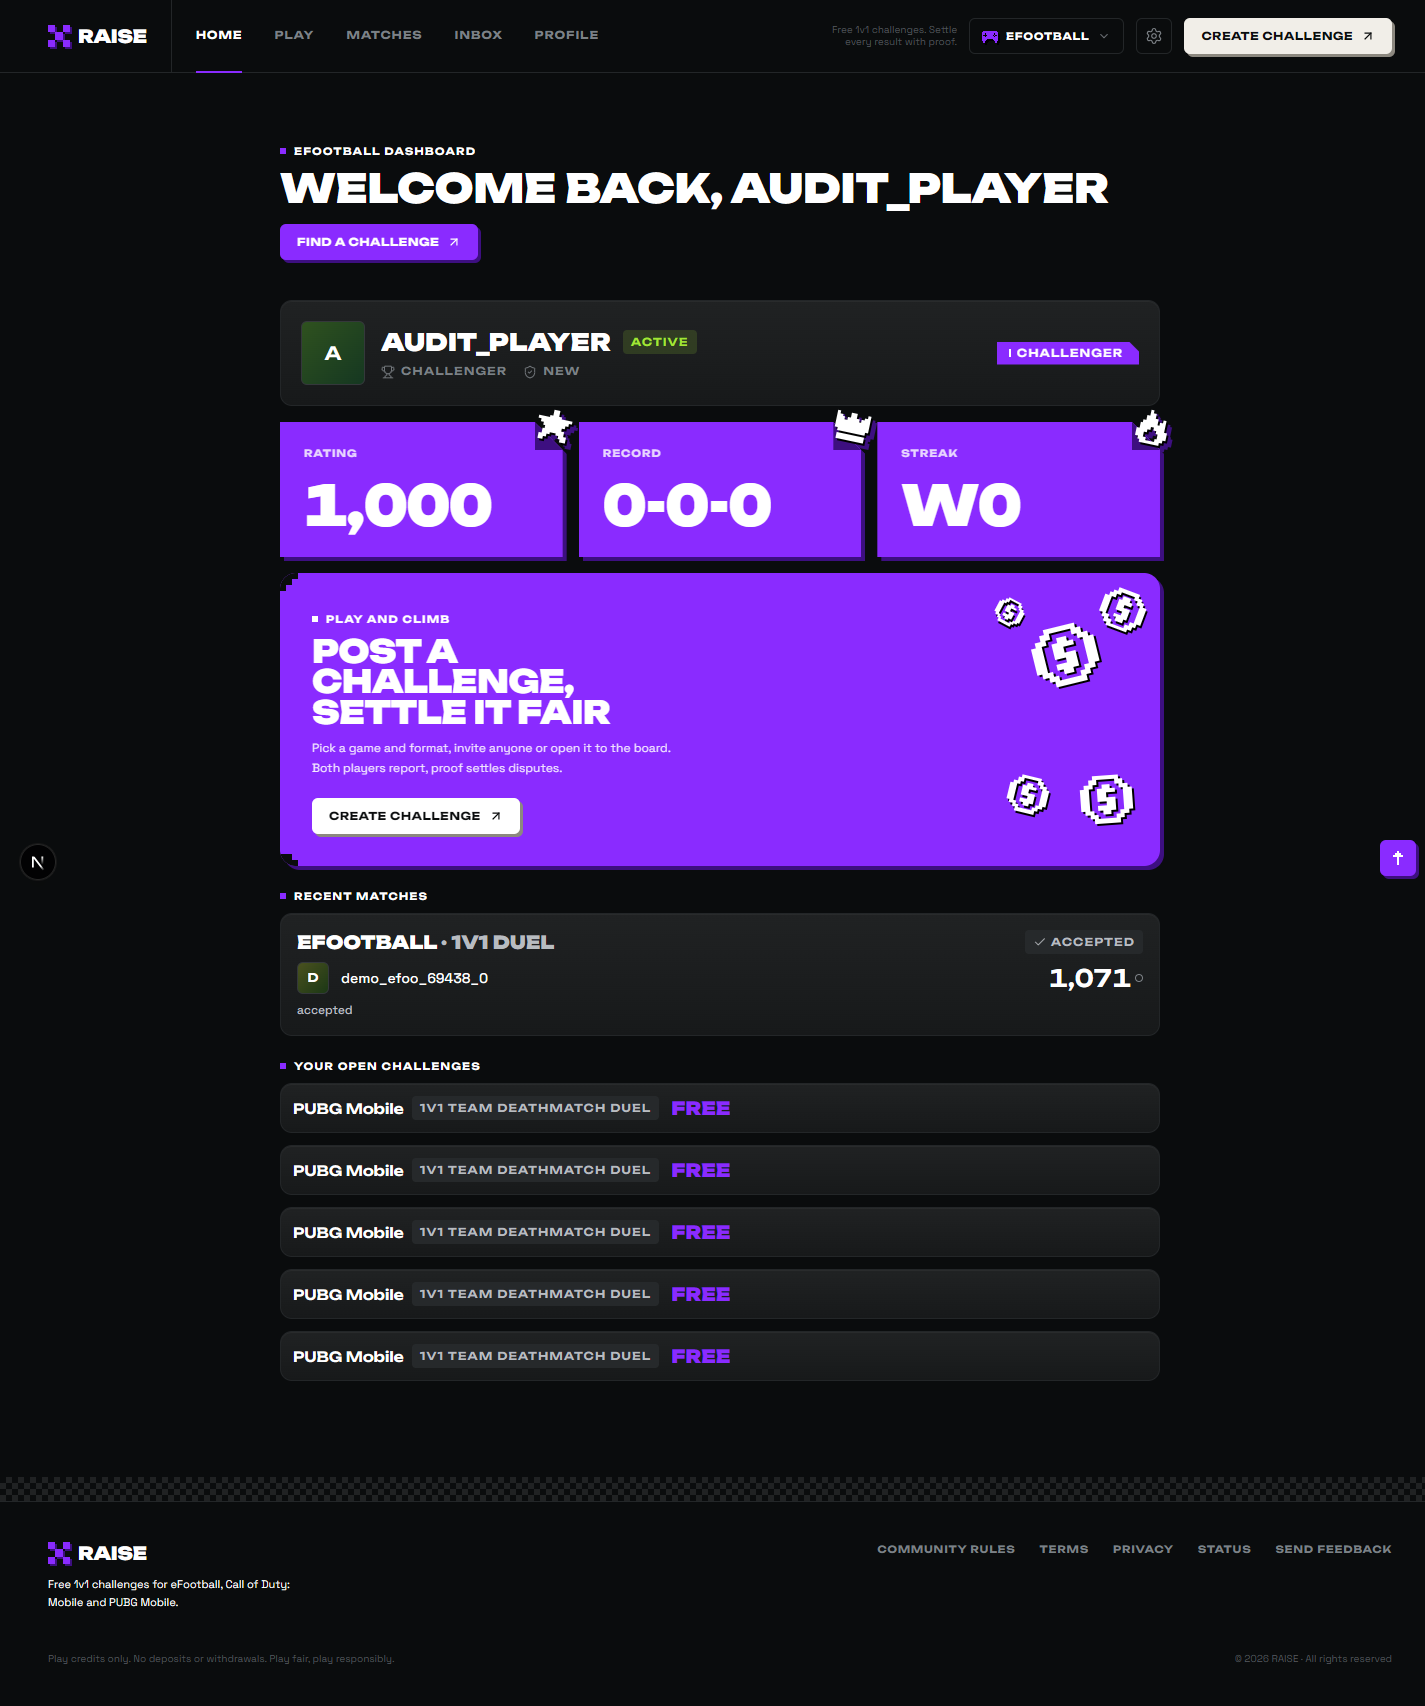 RAISE
HOME
PLAY
MATCHES
INBOX
PROFILE
Free 1v1 challenges. Settle
every result with proof.
EFOOTBALL
CREATE CHALLENGE
EFOOTBALL DASHBOARD
WELCOME BACK, AUDIT_PLAYER
FIND A CHALLENGE
A
AUDIT_PLAYER
ACTIVE
CHALLENGER
NEW
I CHALLENGER
RATING
1,000
RECORD
0-0-0
STREAK
W0
PLAY AND CLIMB
POST A
CHALLENGE,
SETTLE IT FAIR
Pick a game and format, invite anyone or open it to the board.
Both players report, proof settles disputes.
CREATE CHALLENGE
N
RECENT MATCHES
EFOOTBALL · 1V1 DUEL
ACCEPTED
D
demo_efoo_69438_0
1,071
accepted
YOUR OPEN CHALLENGES
PUBG Mobile 1V1 TEAM DEATHMATCH DUEL FREE
PUBG Mobile 1V1 TEAM DEATHMATCH DUEL FREE
PUBG Mobile 1V1 TEAM DEATHMATCH DUEL FREE
PUBG Mobile 1V1 TEAM DEATHMATCH DUEL FREE
PUBG Mobile 1V1 TEAM DEATHMATCH DUEL FREE
RAISE
COMMUNITY RULES
TERMS
PRIVACY
STATUS
SEND FEEDBACK
Free 1v1 challenges for eFootball, Call of Duty:
Mobile and PUBG Mobile.
Play credits only. No deposits or withdrawals. Play fair, play responsibly.
© 2026 RAISE · All rights reserved